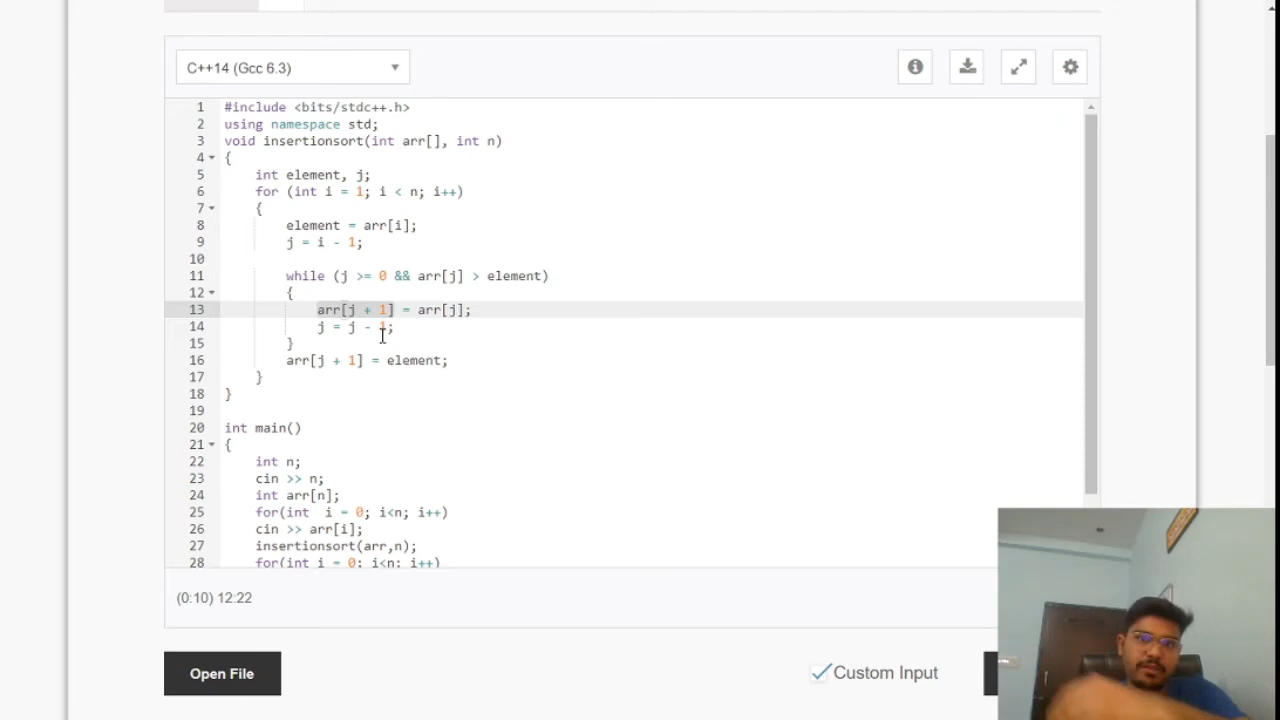 C++14 (Gcc 6.3)
1 #include <bits/stdc++.h>
2 using namespace std;
3 void insertionsort(int arr[], int n)
4 {
5 int element, j;
6 for (int i = 1; i < n; i++)
7 {
8 element = arr[i];
9 j = i - 1;
10
11 while (j >= 0 && arr[j] > element)
12 {
13 arr[j + 1] = arr[j];
14 j = j - 1;
15 }
16 arr[j + 1] = element;
17 }
18 }
19
20 int main()
21 {
22 int n;
23 cin >> n;
24 int arr[n];
25 for(int  i = 0; i<n; i++)
26 cin >> arr[i];
27 insertionsort(arr,n);
28 for(int i = 0; i<n; i++)
(0:10) 12:22
Open File
Custom Input